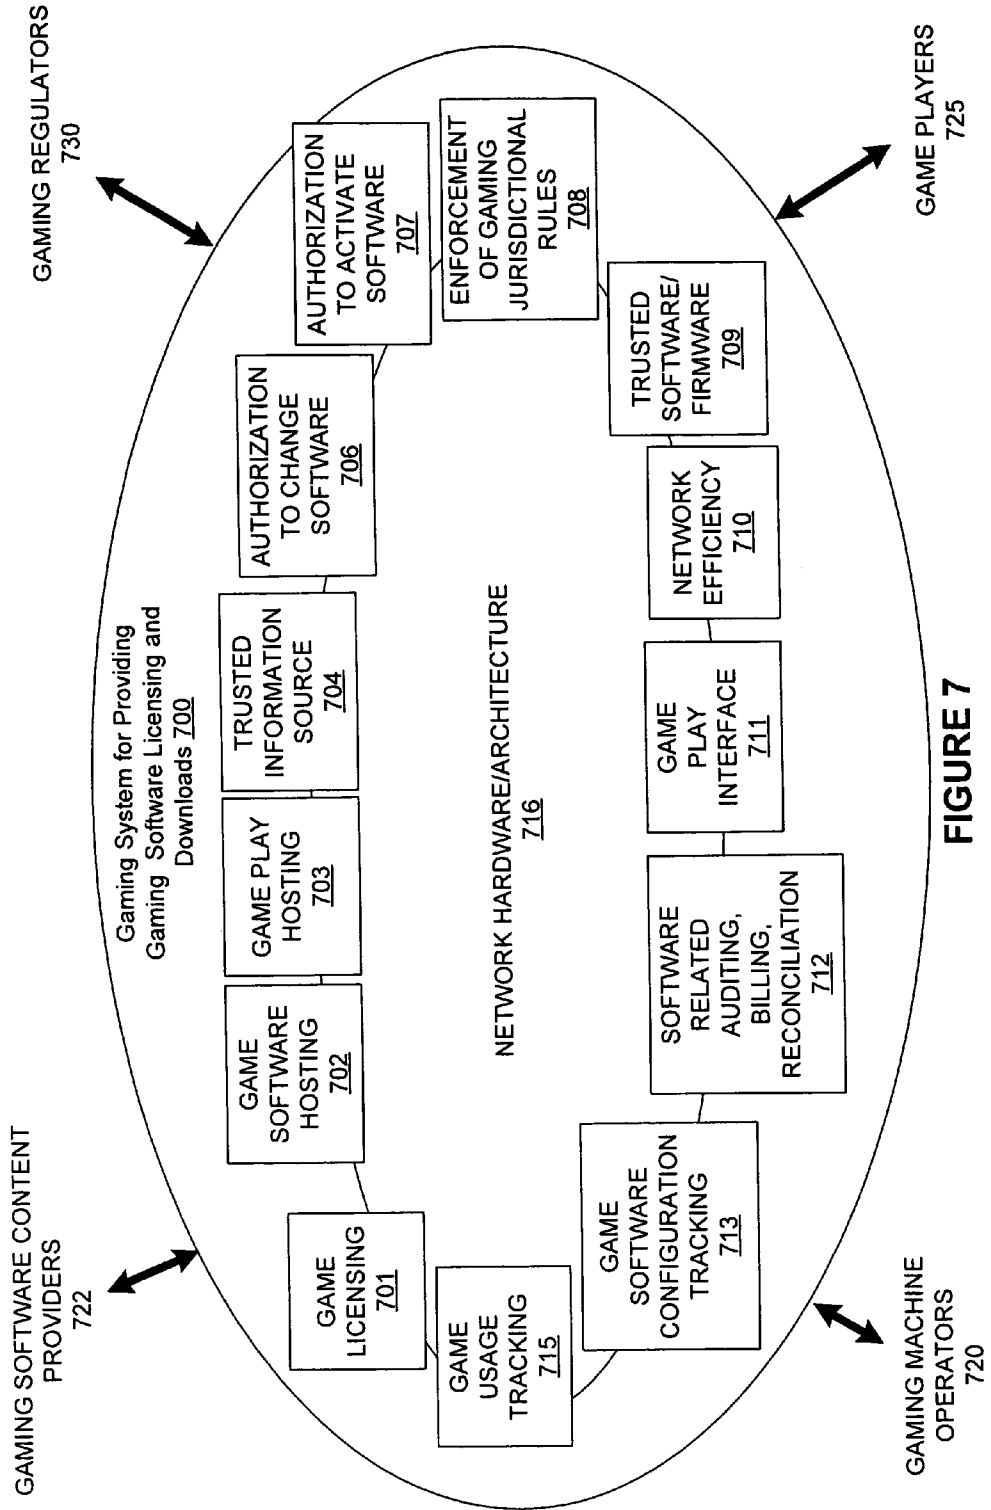 GAMING SOFTWARE CONTENT
PROVIDERS
722
GAMING REGULATORS
730
Gaming System for Providing
Gaming Software Licensing and
Downloads 700
GAME
LICENSING
701
GAME
SOFTWARE
HOSTING
702
GAME PLAY
HOSTING
703
TRUSTED
INFORMATION
SOURCE
704
AUTHORIZATION
TO CHANGE
SOFTWARE
706
AUTHORIZATION
TO ACTIVATE
SOFTWARE
707
ENFORCEMENT
OF GAMING
JURISDICTIONAL
RULES
708
TRUSTED
SOFTWARE/
FIRMWARE
709
NETWORK
EFFICIENCY
710
GAME
PLAY
INTERFACE
711
SOFTWARE
RELATED
AUDITING,
BILLING,
RECONCILIATION
712
GAME
SOFTWARE
CONFIGURATION
TRACKING
713
GAME
USAGE
TRACKING
715
NETWORK HARDWARE/ARCHITECTURE
716
GAMING MACHINE
OPERATORS
720
GAME PLAYERS
725
FIGURE 7